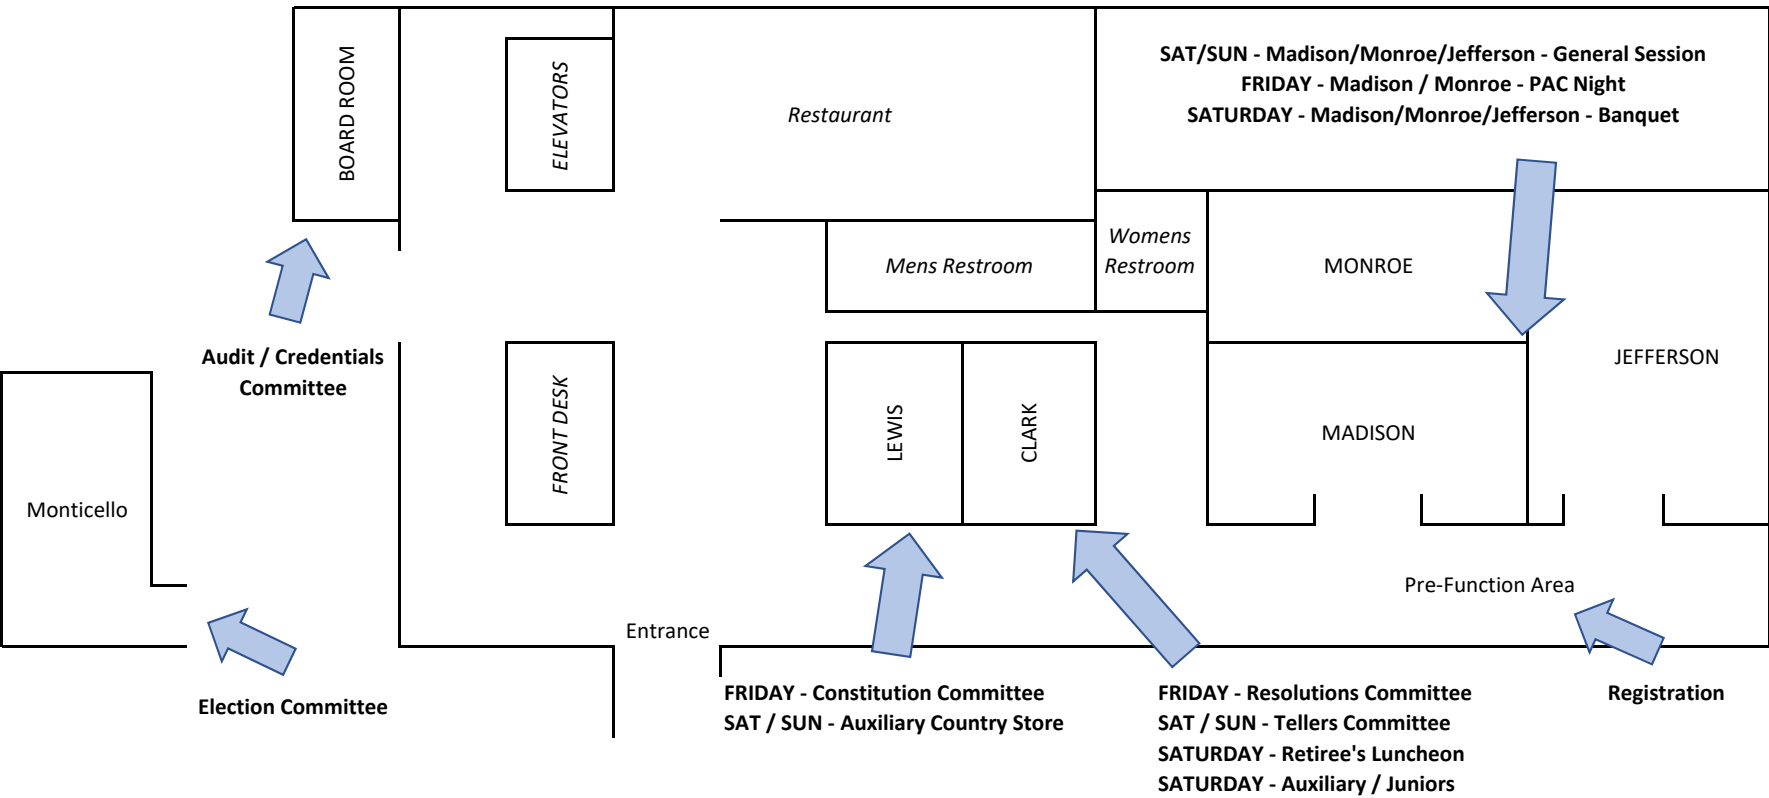 SAT/SUN - Madison/Monroe/Jefferson - General Session
FRIDAY - Madison / Monroe - PAC Night
SATURDAY - Madison/Monroe/Jefferson - Banquet
BOARD ROOM
ELEVATORS
Restaurant
Mens Restroom
Womens
Restroom
MONROE
JEFFERSON
Audit / Credentials
Committee
FRONT DESK
LEWIS
CLARK
MADISON
Monticello
Pre-Function Area
Entrance
Election Committee
FRIDAY - Constitution Committee
SAT / SUN - Auxiliary Country Store
FRIDAY - Resolutions Committee
SAT / SUN - Tellers Committee
SATURDAY - Retiree's Luncheon
SATURDAY - Auxiliary / Juniors
Registration